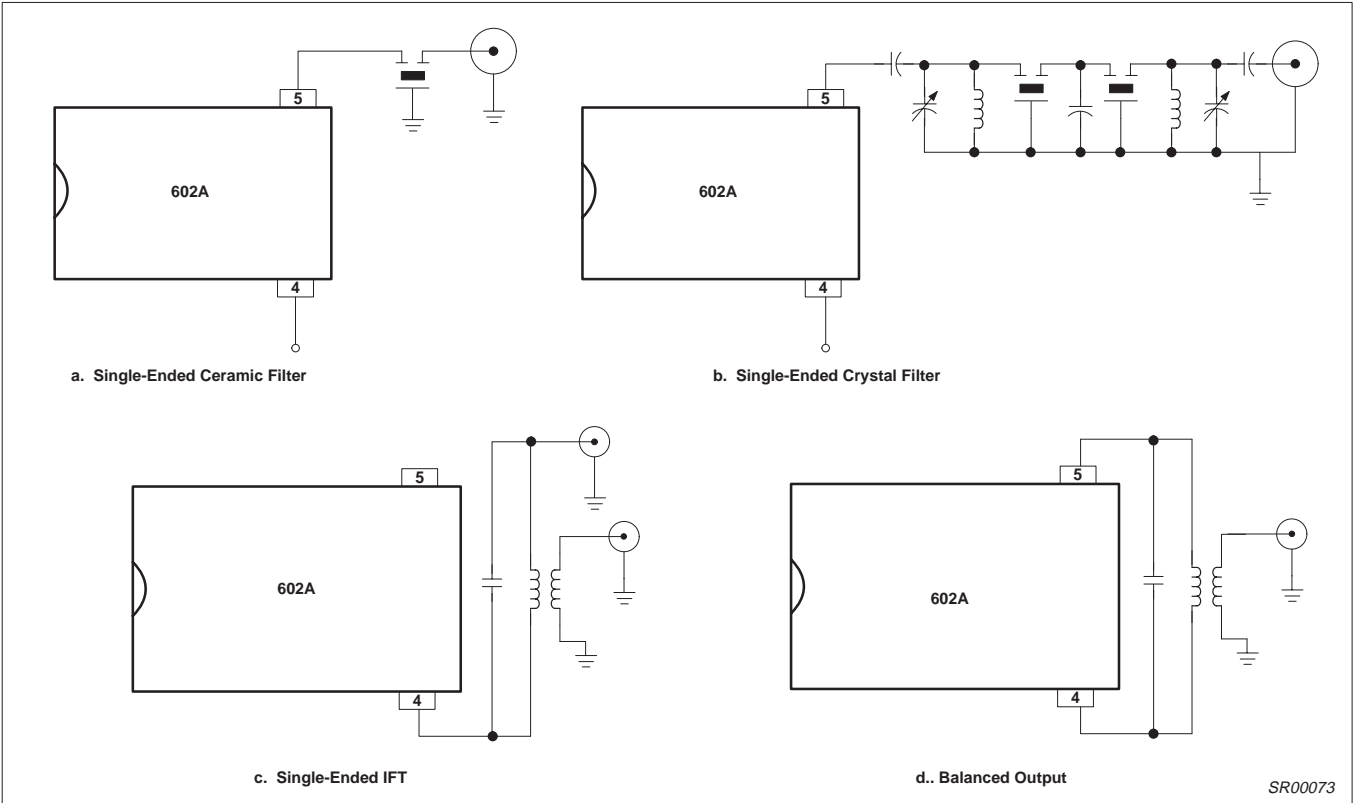 5
602A
4
a. Single-Ended Ceramic Filter
5
602A
4
b. Single-Ended Crystal Filter
5
602A
4
c. Single-Ended IFT
5
602A
4
d.. Balanced Output
SR00073